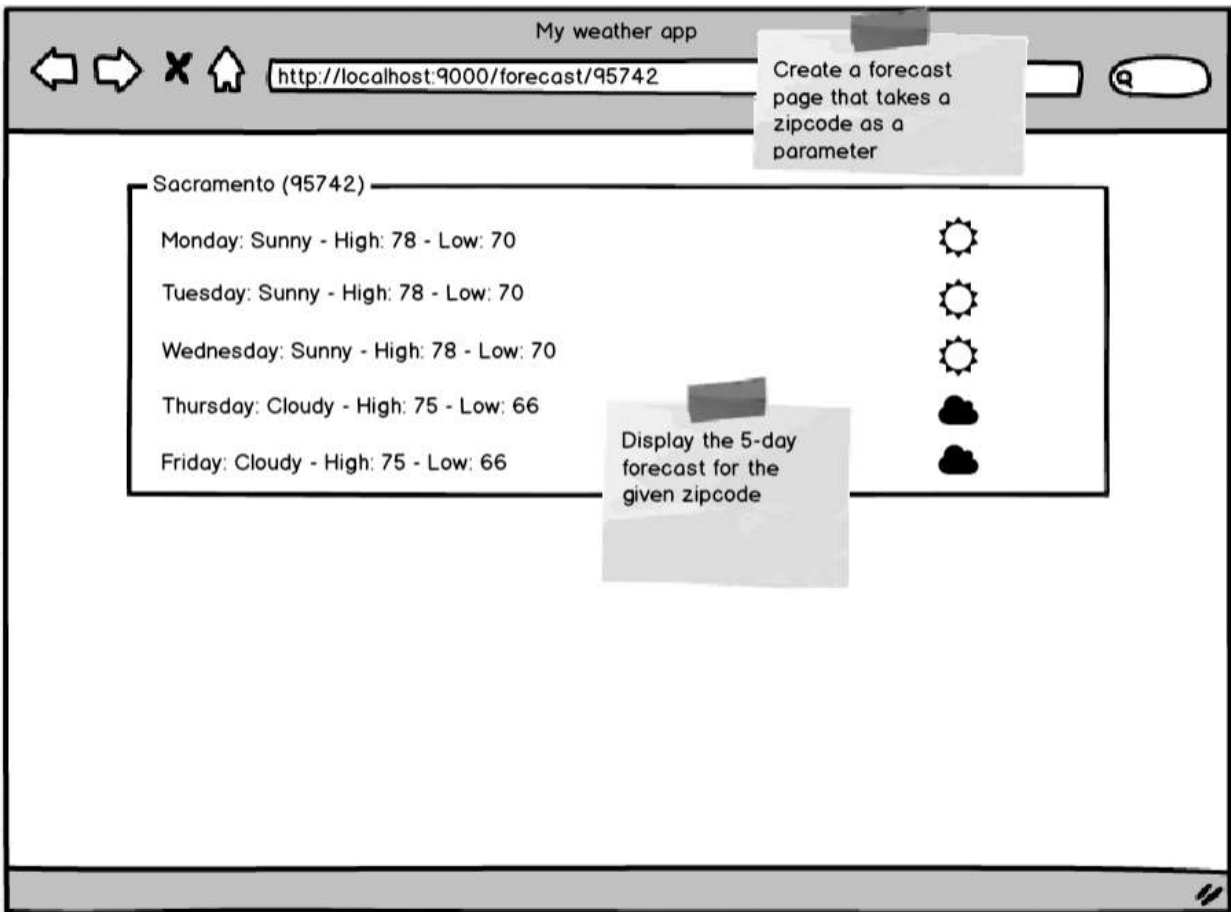 My weather app
http://localhost:9000/forecast/95742
Create a forecast
page that takes a
zipcode as a
parameter
Sacramento (95742)
Monday: Sunny - High: 78 - Low: 70
Tuesday: Sunny - High: 78 - Low: 70
Wednesday: Sunny - High: 78 - Low: 70
Thursday: Cloudy - High: 75 - Low: 66
Friday: Cloudy - High: 75 - Low: 66
Display the 5-day
forecast for the
given zipcode